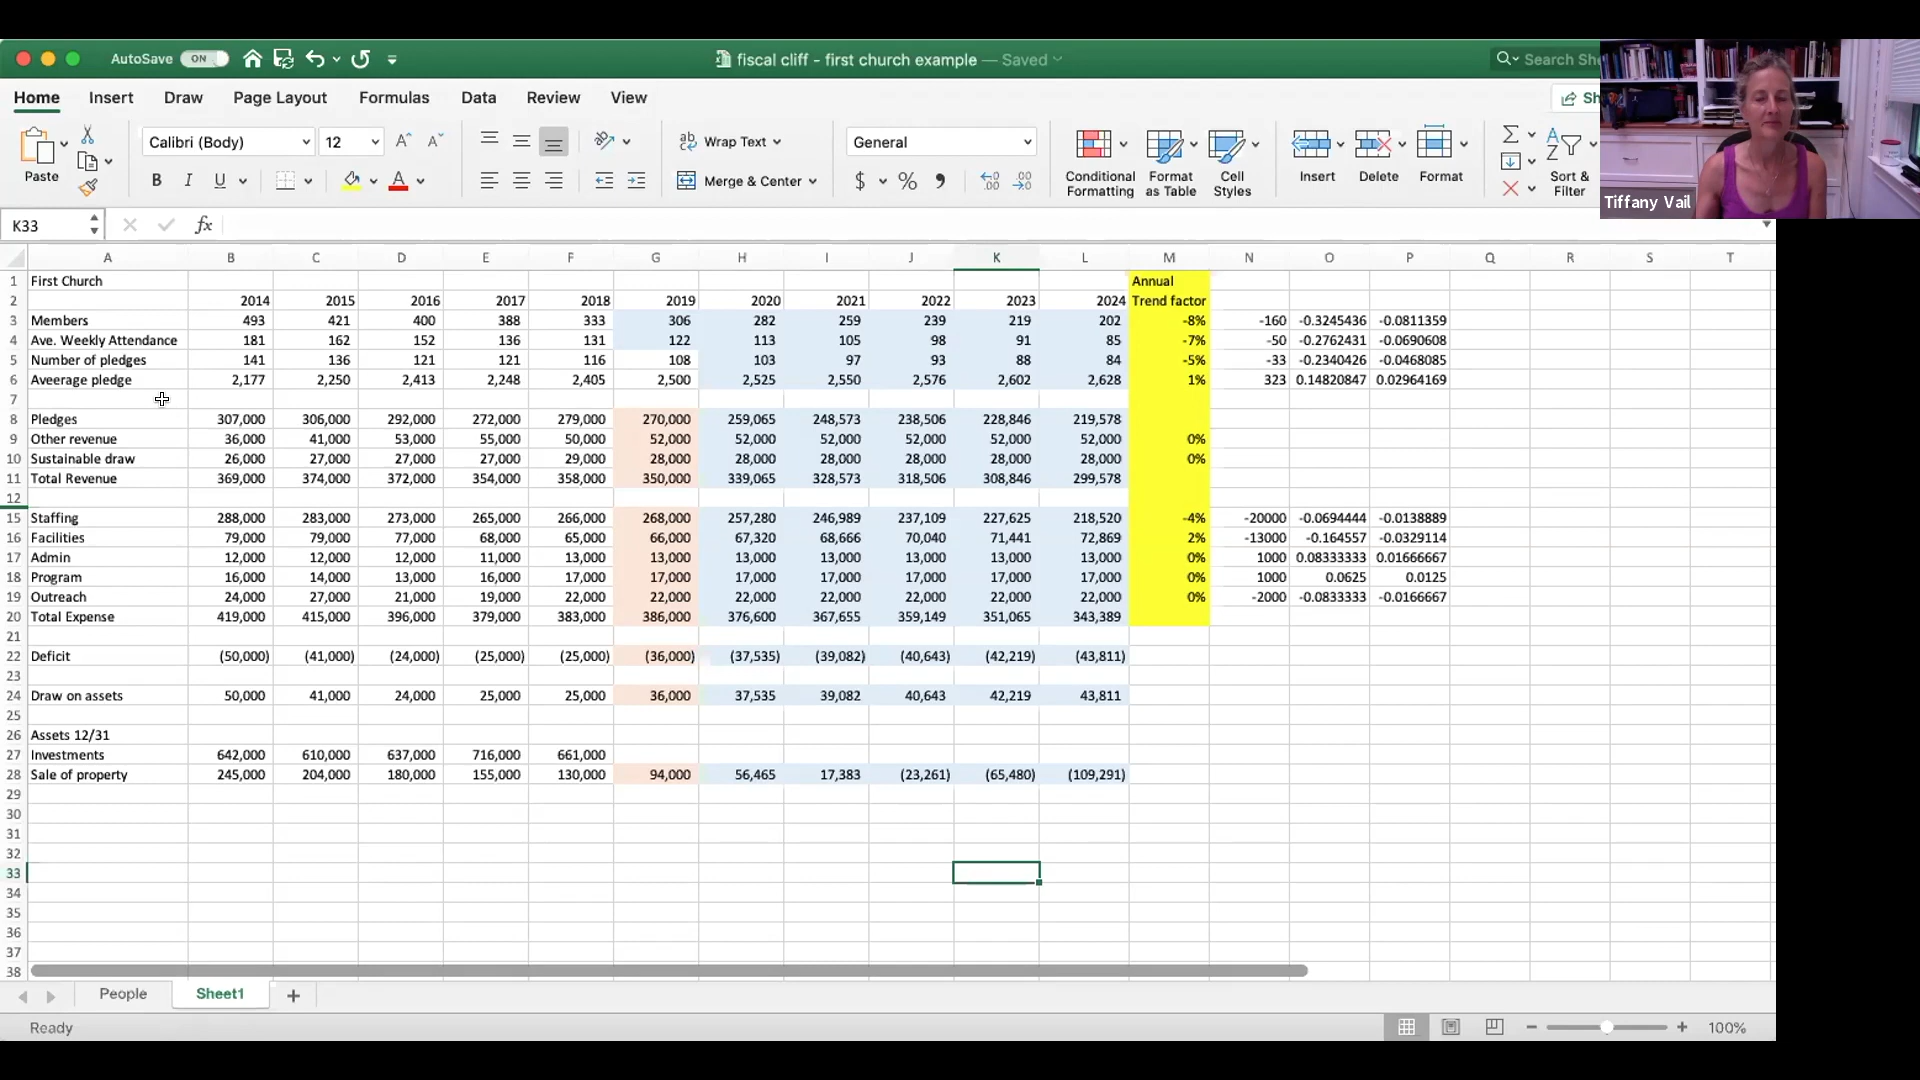 AutoSave ON fiscal cliff - first church example — Saved Search She
Home Insert Draw Page Layout Formulas Data Review View Sh
Paste Calibri (Body) 12 Wrap Text General
B I U Merge & Center $ % Conditional Formatting Format as Table Cell Styles Insert Delete Format Sort & Filter
Tiffany Vail
K33 fx
A B C D E F G H I J K L M N O P Q R S T
1 First Church Annual
2 2014 2015 2016 2017 2018 2019 2020 2021 2022 2023 2024 Trend factor
3 Members 493 421 400 388 333 306 282 259 239 219 202 -8% -160 -0.3245436 -0.0811359
4 Ave. Weekly Attendance 181 162 152 136 131 122 113 105 98 91 85 -7% -50 -0.2762431 -0.0690608
5 Number of pledges 141 136 121 121 116 108 103 97 93 88 84 -5% -33 -0.2340426 -0.0468085
6 Aveerage pledge 2,177 2,250 2,413 2,248 2,405 2,500 2,525 2,550 2,576 2,602 2,628 1% 323 0.14820847 0.02964169
7
8 Pledges 307,000 306,000 292,000 272,000 279,000 270,000 259,065 248,573 238,506 228,846 219,578
9 Other revenue 36,000 41,000 53,000 55,000 50,000 52,000 52,000 52,000 52,000 52,000 52,000 0%
10 Sustainable draw 26,000 27,000 27,000 27,000 29,000 28,000 28,000 28,000 28,000 28,000 28,000 0%
11 Total Revenue 369,000 374,000 372,000 354,000 358,000 350,000 339,065 328,573 318,506 308,846 299,578
12
15 Staffing 288,000 283,000 273,000 265,000 266,000 268,000 257,280 246,989 237,109 227,625 218,520 -4% -20000 -0.0694444 -0.0138889
16 Facilities 79,000 79,000 77,000 68,000 65,000 66,000 67,320 68,666 70,040 71,441 72,869 2% -13000 -0.164557 -0.0329114
17 Admin 12,000 12,000 12,000 11,000 13,000 13,000 13,000 13,000 13,000 13,000 13,000 0% 1000 0.08333333 0.01666667
18 Program 16,000 14,000 13,000 16,000 17,000 17,000 17,000 17,000 17,000 17,000 17,000 0% 1000 0.0625 0.0125
19 Outreach 24,000 27,000 21,000 19,000 22,000 22,000 22,000 22,000 22,000 22,000 22,000 0% -2000 -0.0833333 -0.0166667
20 Total Expense 419,000 415,000 396,000 379,000 383,000 386,000 376,600 367,655 359,149 351,065 343,389
21
22 Deficit (50,000) (41,000) (24,000) (25,000) (25,000) (36,000) (37,535) (39,082) (40,643) (42,219) (43,811)
23
24 Draw on assets 50,000 41,000 24,000 25,000 25,000 36,000 37,535 39,082 40,643 42,219 43,811
25
26 Assets 12/31
27 Investments 642,000 610,000 637,000 716,000 661,000
28 Sale of property 245,000 204,000 180,000 155,000 130,000 94,000 56,465 17,383 (23,261) (65,480) (109,291)
29
30
31
32
33
34
35
36
37
38
People Sheet1
Ready 100%